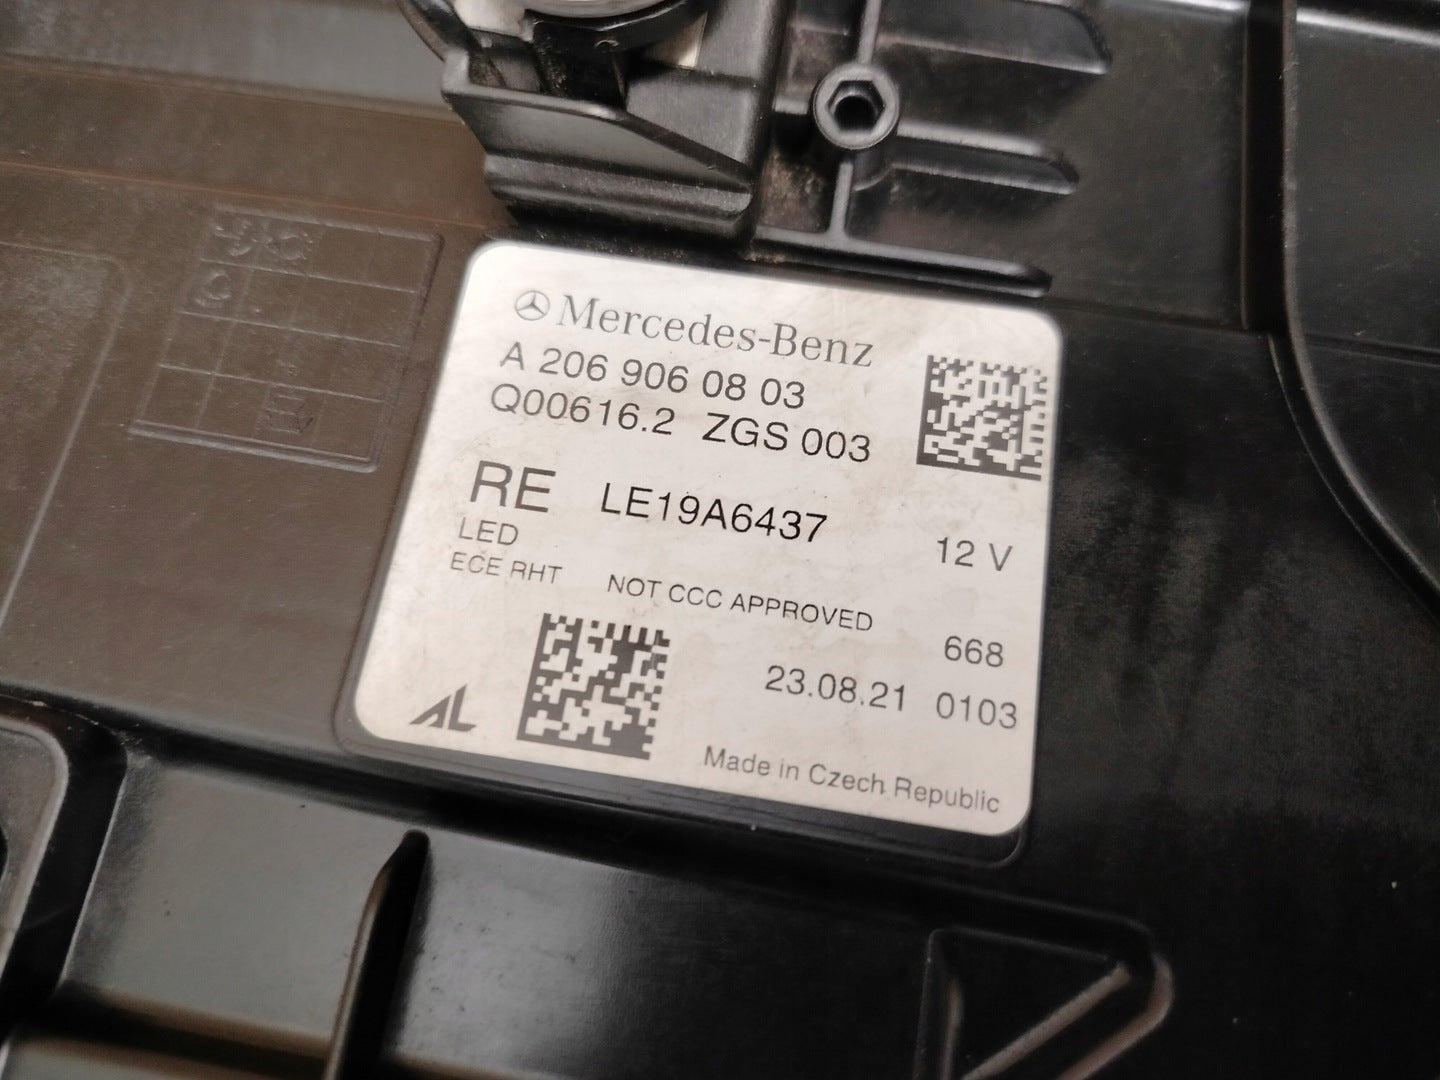 Mercedes-Benz
A 206 906 08 03
Q00616.2 ZGS 003
RE LE19A6437
LED 12 V
ECE RHT NOT CCC APPROVED
668
23.08.21 0103
AL
Made in Czech Republic